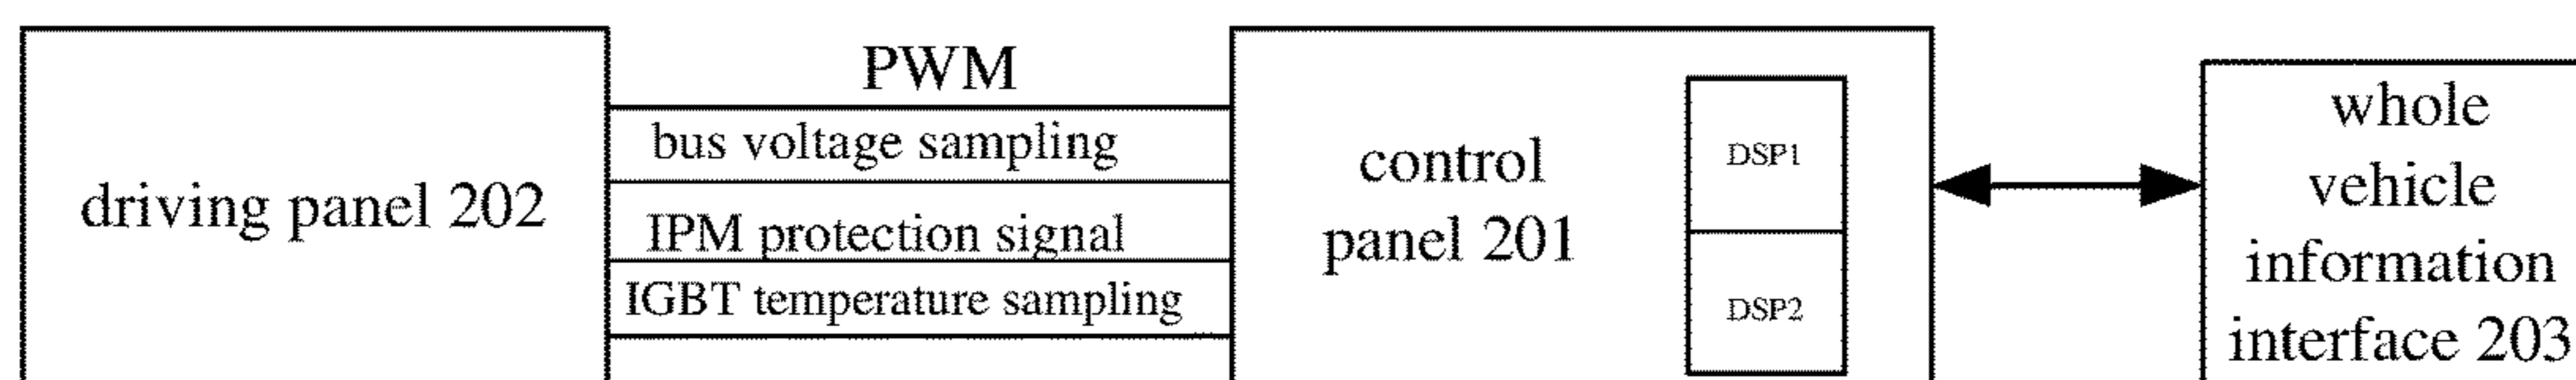 driving panel 202
PWM
bus voltage sampling
IPM protection signal
IGBT temperature sampling
control
panel 201
DSP1
DSP2
whole
vehicle
information
interface 203